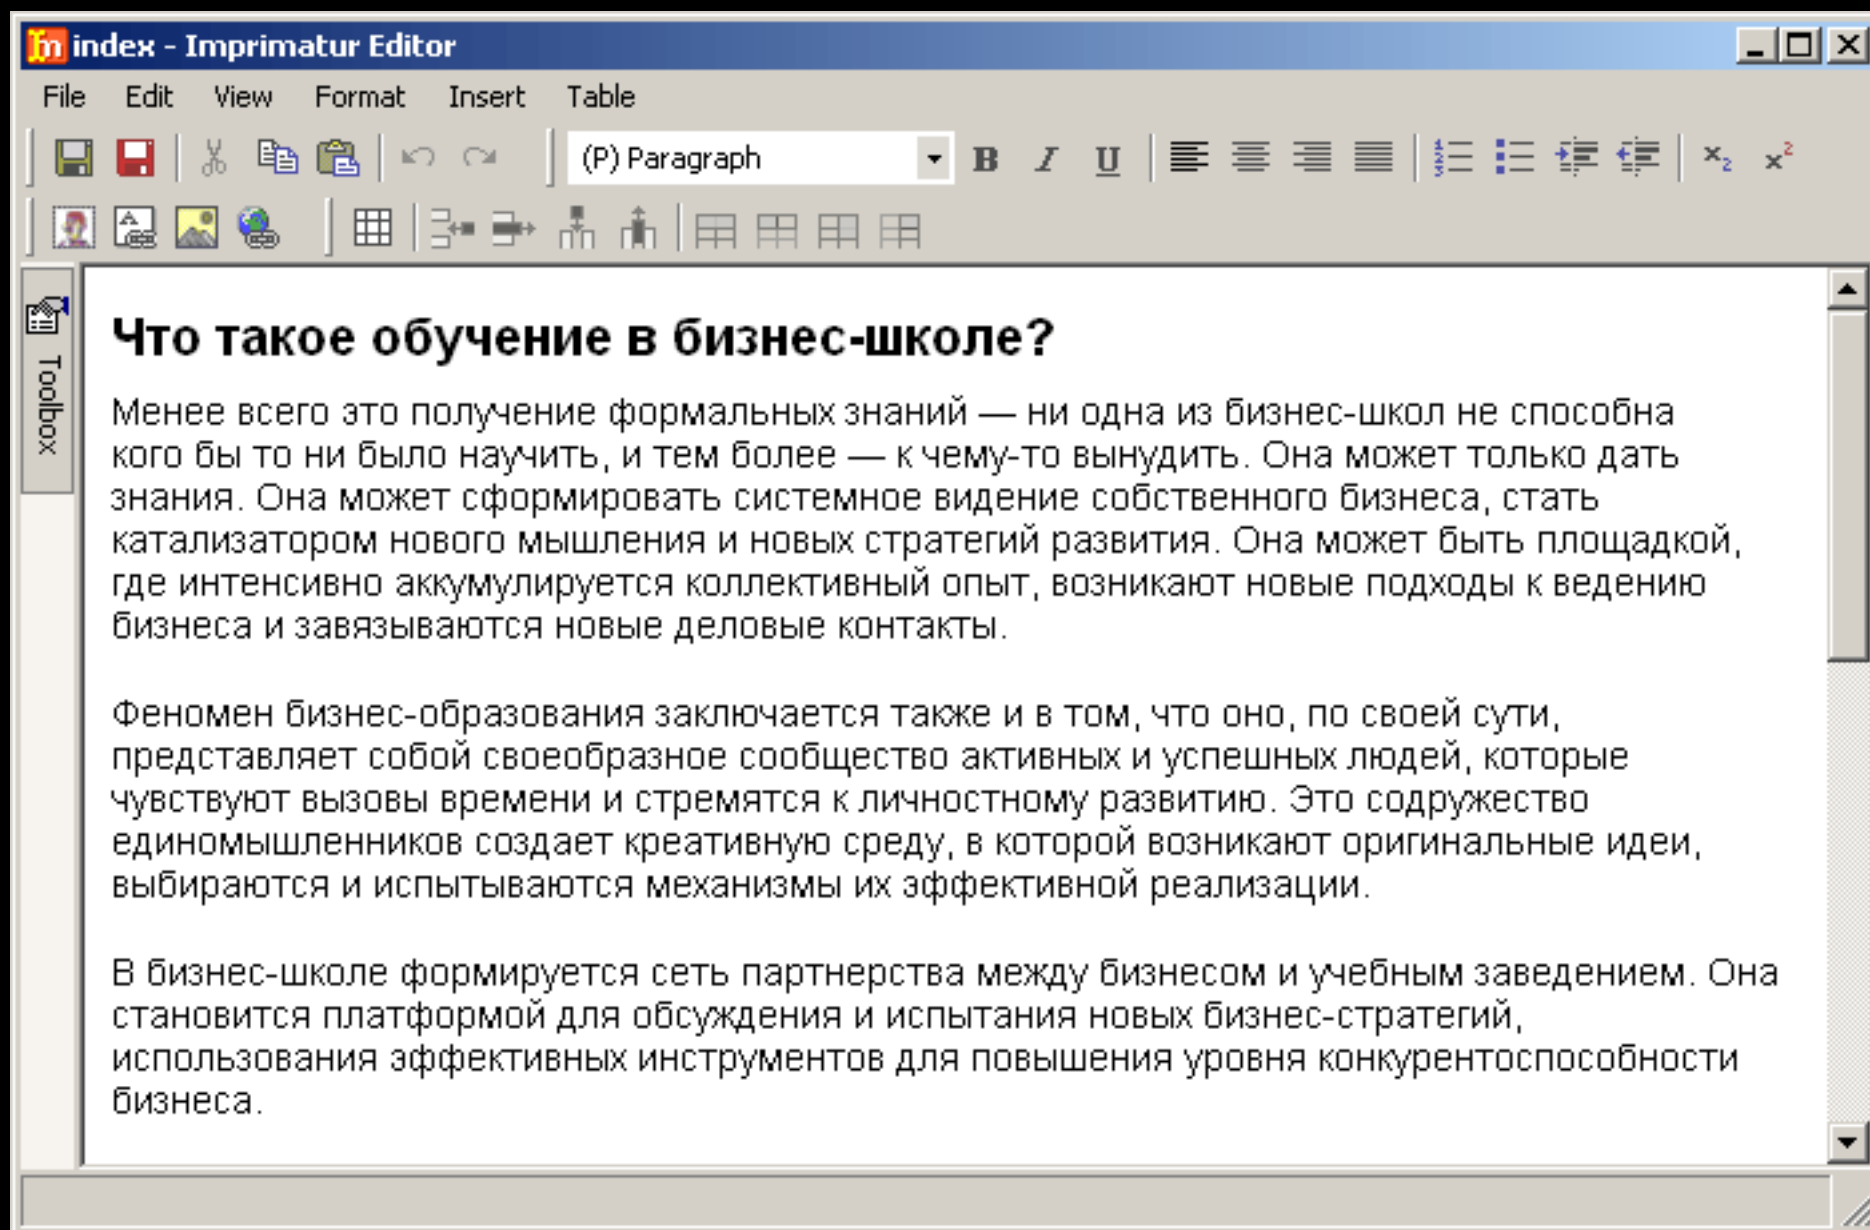 index - Imprimatur Editor
File Edit View Format Insert Table
(P) Paragraph B I U x₂ x²
Toolbox
Что такое обучение в бизнес-школе?
Менее всего это получение формальных знаний — ни одна из бизнес-школ не способна
кого бы то ни было научить, и тем более — к чему-то вынудить. Она может только дать
знания. Она может сформировать системное видение собственного бизнеса, стать
катализатором нового мышления и новых стратегий развития. Она может быть площадкой,
где интенсивно аккумулируется коллективный опыт, возникают новые подходы к ведению
бизнеса и завязываются новые деловые контакты.
Феномен бизнес-образования заключается также и в том, что оно, по своей сути,
представляет собой своеобразное сообщество активных и успешных людей, которые
чувствуют вызовы времени и стремятся к личностному развитию. Это содружество
единомышленников создает креативную среду, в которой возникают оригинальные идеи,
выбираются и испытываются механизмы их эффективной реализации.
В бизнес-школе формируется сеть партнерства между бизнесом и учебным заведением. Она
становится платформой для обсуждения и испытания новых бизнес-стратегий,
использования эффективных инструментов для повышения уровня конкурентоспособности
бизнеса.